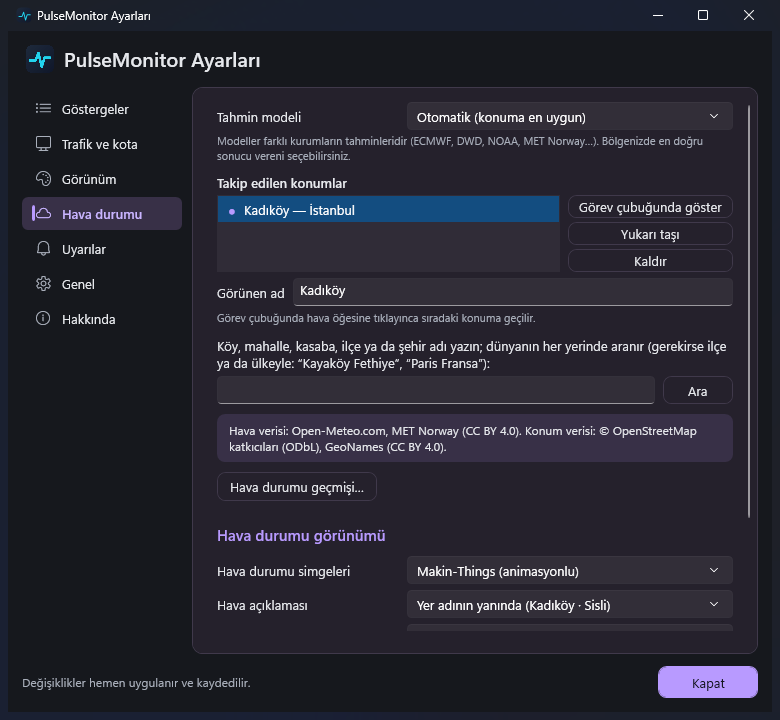 PulseMonitor Ayarları
PulseMonitor Ayarları
Göstergeler
Trafik ve kota
Görünüm
Hava durumu
Uyarılar
Genel
Hakkında
Tahmin modeli
Otomatik (konuma en uygun)
Modeller farklı kurumların tahminleridir (ECMWF, DWD, NOAA, MET Norway…). Bölgenizde en doğru
sonucu vereni seçebilirsiniz.
Takip edilen konumlar
Kadıköy — İstanbul
Görev çubuğunda göster
Yukarı taşı
Kaldır
Görünen ad
Kadıköy
Görev çubuğunda hava öğesine tıklayınca sıradaki konuma geçilir.
Köy, mahalle, kasaba, ilçe ya da şehir adı yazın; dünyanın her yerinde aranır (gerekirse ilçe
ya da ülkeyle: “Kayaköy Fethiye”, “Paris Fransa”):
Ara
Hava verisi: Open-Meteo.com, MET Norway (CC BY 4.0). Konum verisi: © OpenStreetMap
katkıcıları (ODbL), GeoNames (CC BY 4.0).
Hava durumu geçmişi…
Hava durumu görünümü
Hava durumu simgeleri
Makin-Things (animasyonlu)
Hava açıklaması
Yer adının yanında (Kadıköy · Sisli)
Değişiklikler hemen uygulanır ve kaydedilir.
Kapat